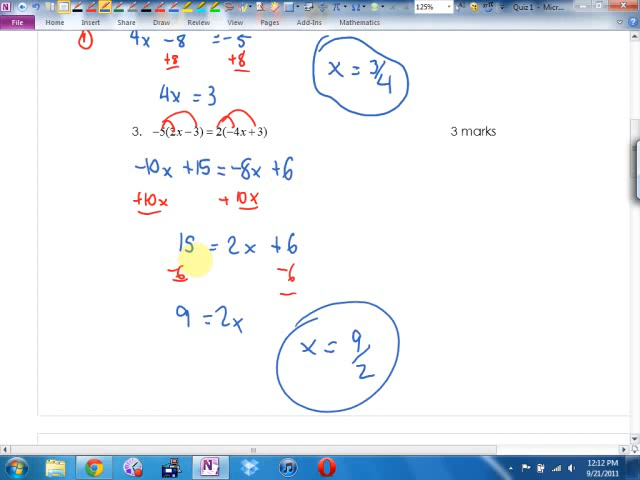 125%
Quiz 1 - Micr...
File Home Insert Share Draw Review View Pages Add-Ins Mathematics
4x - 8 = -5
+8 +8
4x = 3
x = 3/4
3. -5(2x - 3) = 2(-4x + 3) 3 marks
-10x + 15 = -8x + 6
+10x + 10x
15 = 2x + 6
-6 -6
9 = 2x
x = 9/2
12:12 PM
9/21/2011